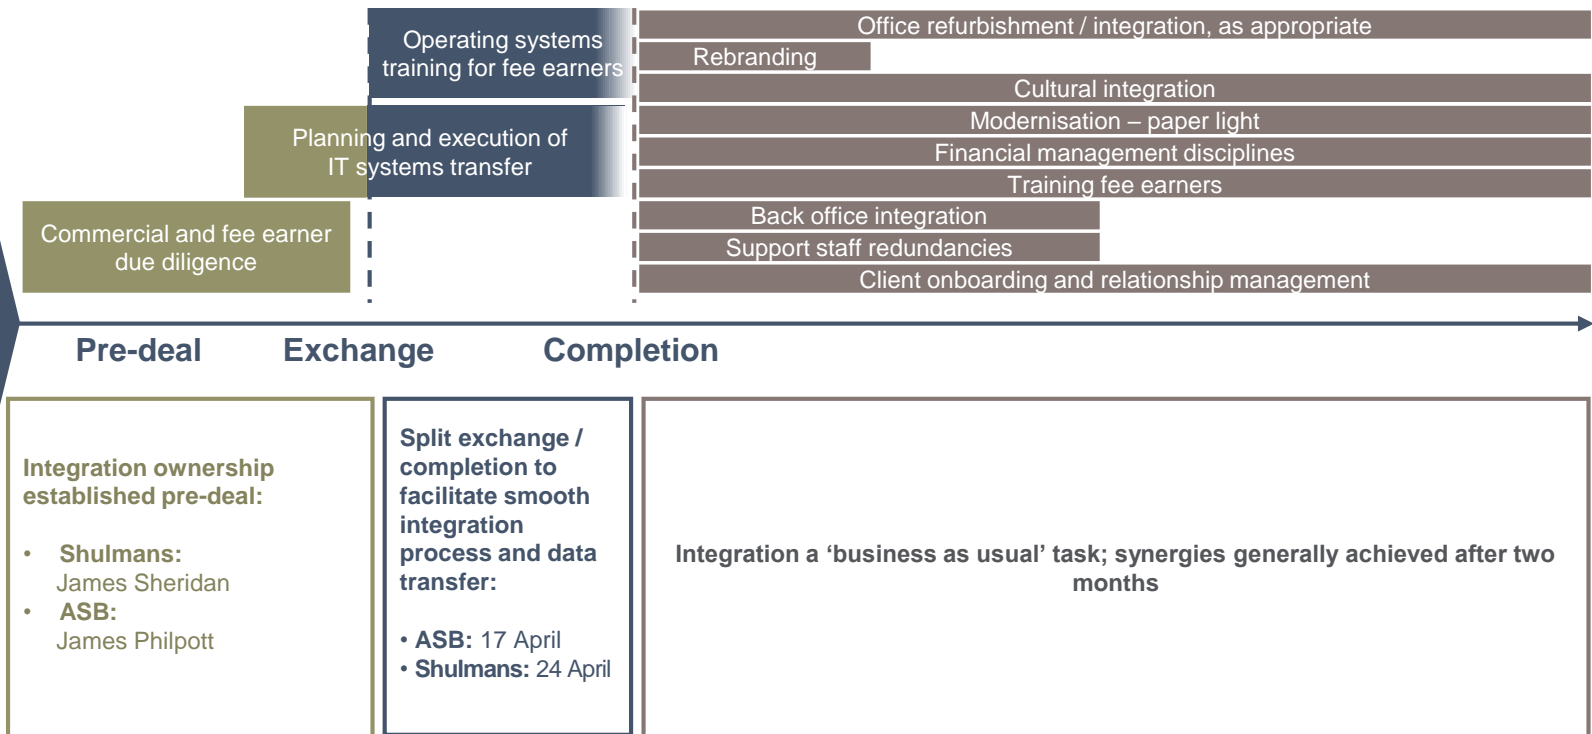 Operating systems
training for fee earners
Planning and execution of
IT systems transfer
Commercial and fee earner
due diligence
Office refurbishment / integration, as appropriate
Rebranding
Cultural integration
Modernisation – paper light
Financial management disciplines
Training fee earners
Back office integration
Support staff redundancies
Client onboarding and relationship management
Pre-deal
Exchange
Completion
Integration ownership
established pre-deal:
• Shulmans:
James Sheridan
• ASB:
James Philpott
Split exchange /
completion to
facilitate smooth
integration
process and data
transfer:
• ASB: 17 April
• Shulmans: 24 April
Integration a ‘business as usual’ task; synergies generally achieved after two
months